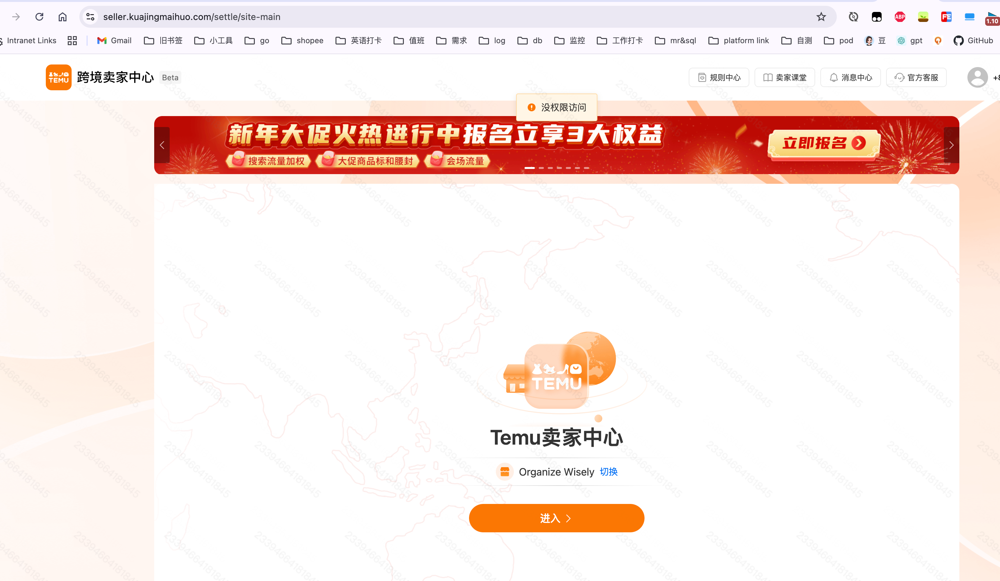 seller.kuajingmaihuo.com/settle/site-main
1.10
Intranet Links
Gmail
旧书签
小工具
go
shopee
英语打卡
值班
需求
log
db
监控
工作打卡
mr&sql
platform link
自测
pod
豆
gpt
GitHub
TEMU
跨境卖家中心
Beta
规则中心
卖家课堂
消息中心
官方客服
+8
没权限访问
新年大促火热进行中报名立享3大权益
立即报名
搜索流量加权
大促商品标和腰封
会场流量
TEMU
Temu卖家中心
Organize Wisely 切换
进入
233946641818​45